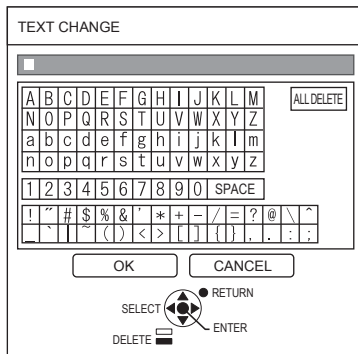 TEXT CHANGE
A B C D E F G H I J K L M ALL DELETE
N O P Q R S T U V W X Y Z
a b c d e f g h i j k l m
n o p q r s t u v w x y z
1 2 3 4 5 6 7 8 9 0 SPACE
! ˝ # $ % & ' * + − / = ? @ \ ^
_ ` | ~ ( ) < > [ ] { } , . : ;
OK CANCEL
RETURN
SELECT
ENTER
DELETE